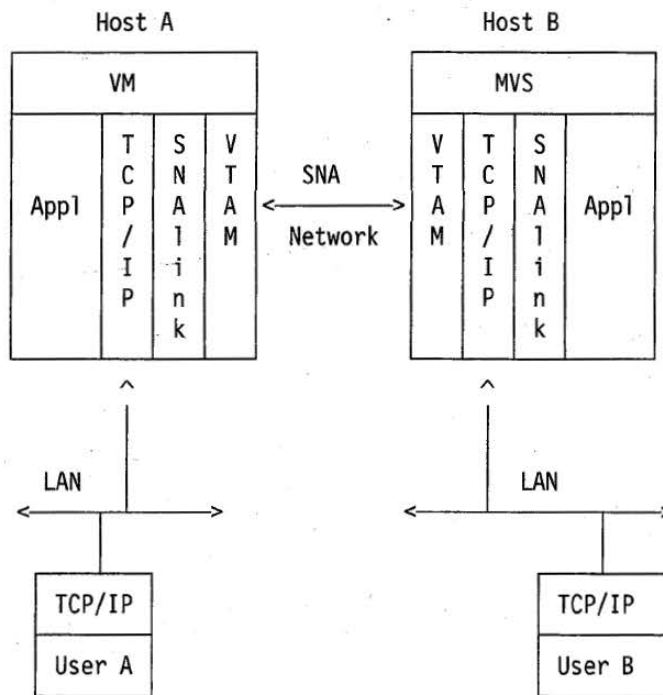 Host A
Host B
VM
MVS
Appl
TCP/IP
SNAlink
VTAM
SNA
Network
VTAM
TCP/IP
SNAlink
Appl
LAN
LAN
TCP/IP
TCP/IP
User A
User B